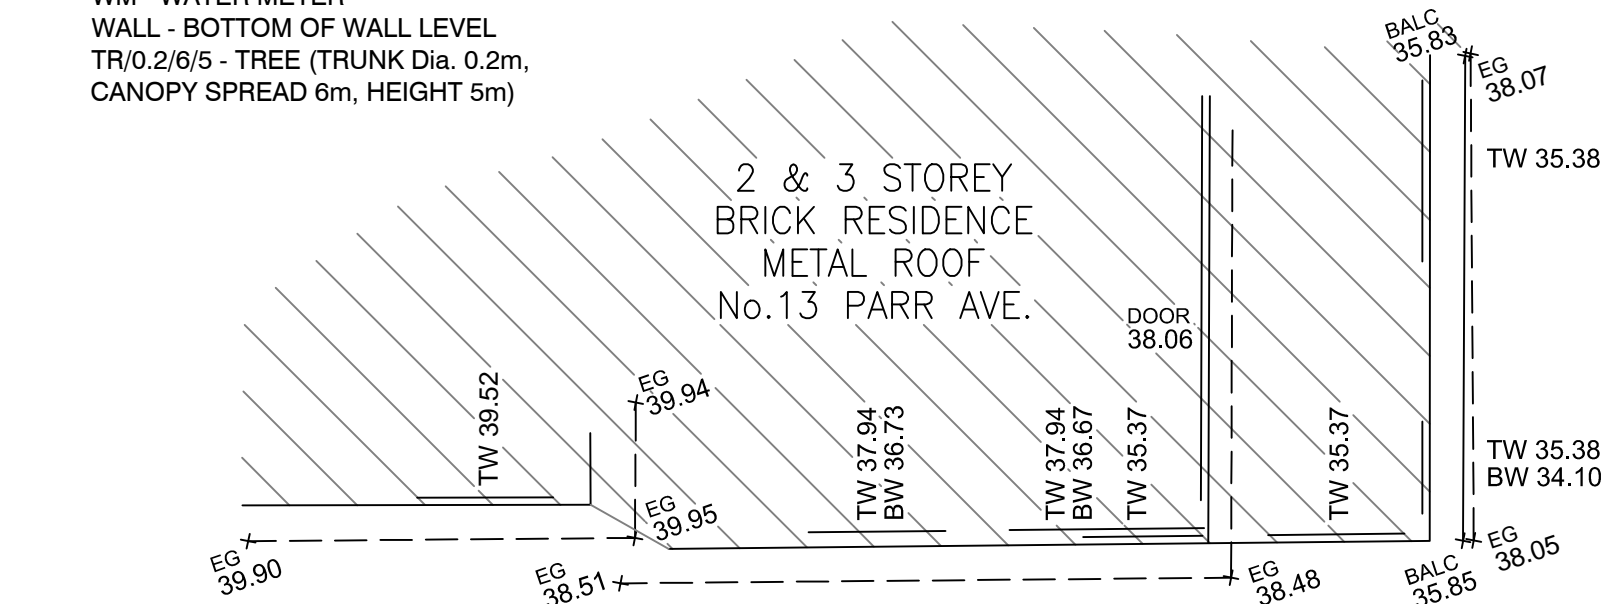 WM - WATER METER
WALL - BOTTOM OF WALL LEVEL
TR/0.2/6/5 - TREE (TRUNK Dia. 0.2m,
CANOPY SPREAD 6m, HEIGHT 5m)
BALC
35.83
EG
38.07
TW 35.38
2 & 3 STOREY
BRICK RESIDENCE
METAL ROOF
No.13 PARR AVE.
DOOR
38.06
TW 39.52
EG
39.94
TW 37.94
BW 36.73
TW 37.94
BW 36.67
TW 35.37
TW 35.37
TW 35.38
BW 34.10
EG
39.95
EG
39.90
EG
38.51
EG
38.48
BALC
35.85
EG
38.05